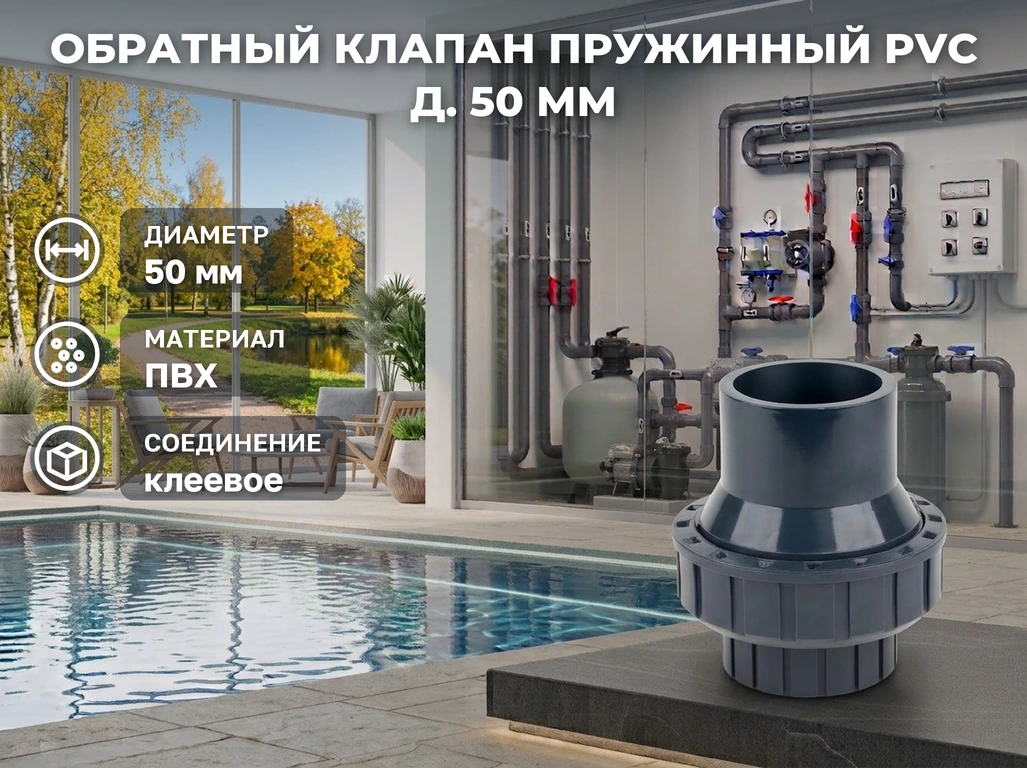 ОБРАТНЫЙ КЛАПАН ПРУЖИННЫЙ PVC
Д. 50 ММ
ДИАМЕТР
50 мм
МАТЕРИАЛ
ПВХ
СОЕДИНЕНИЕ
клеевое